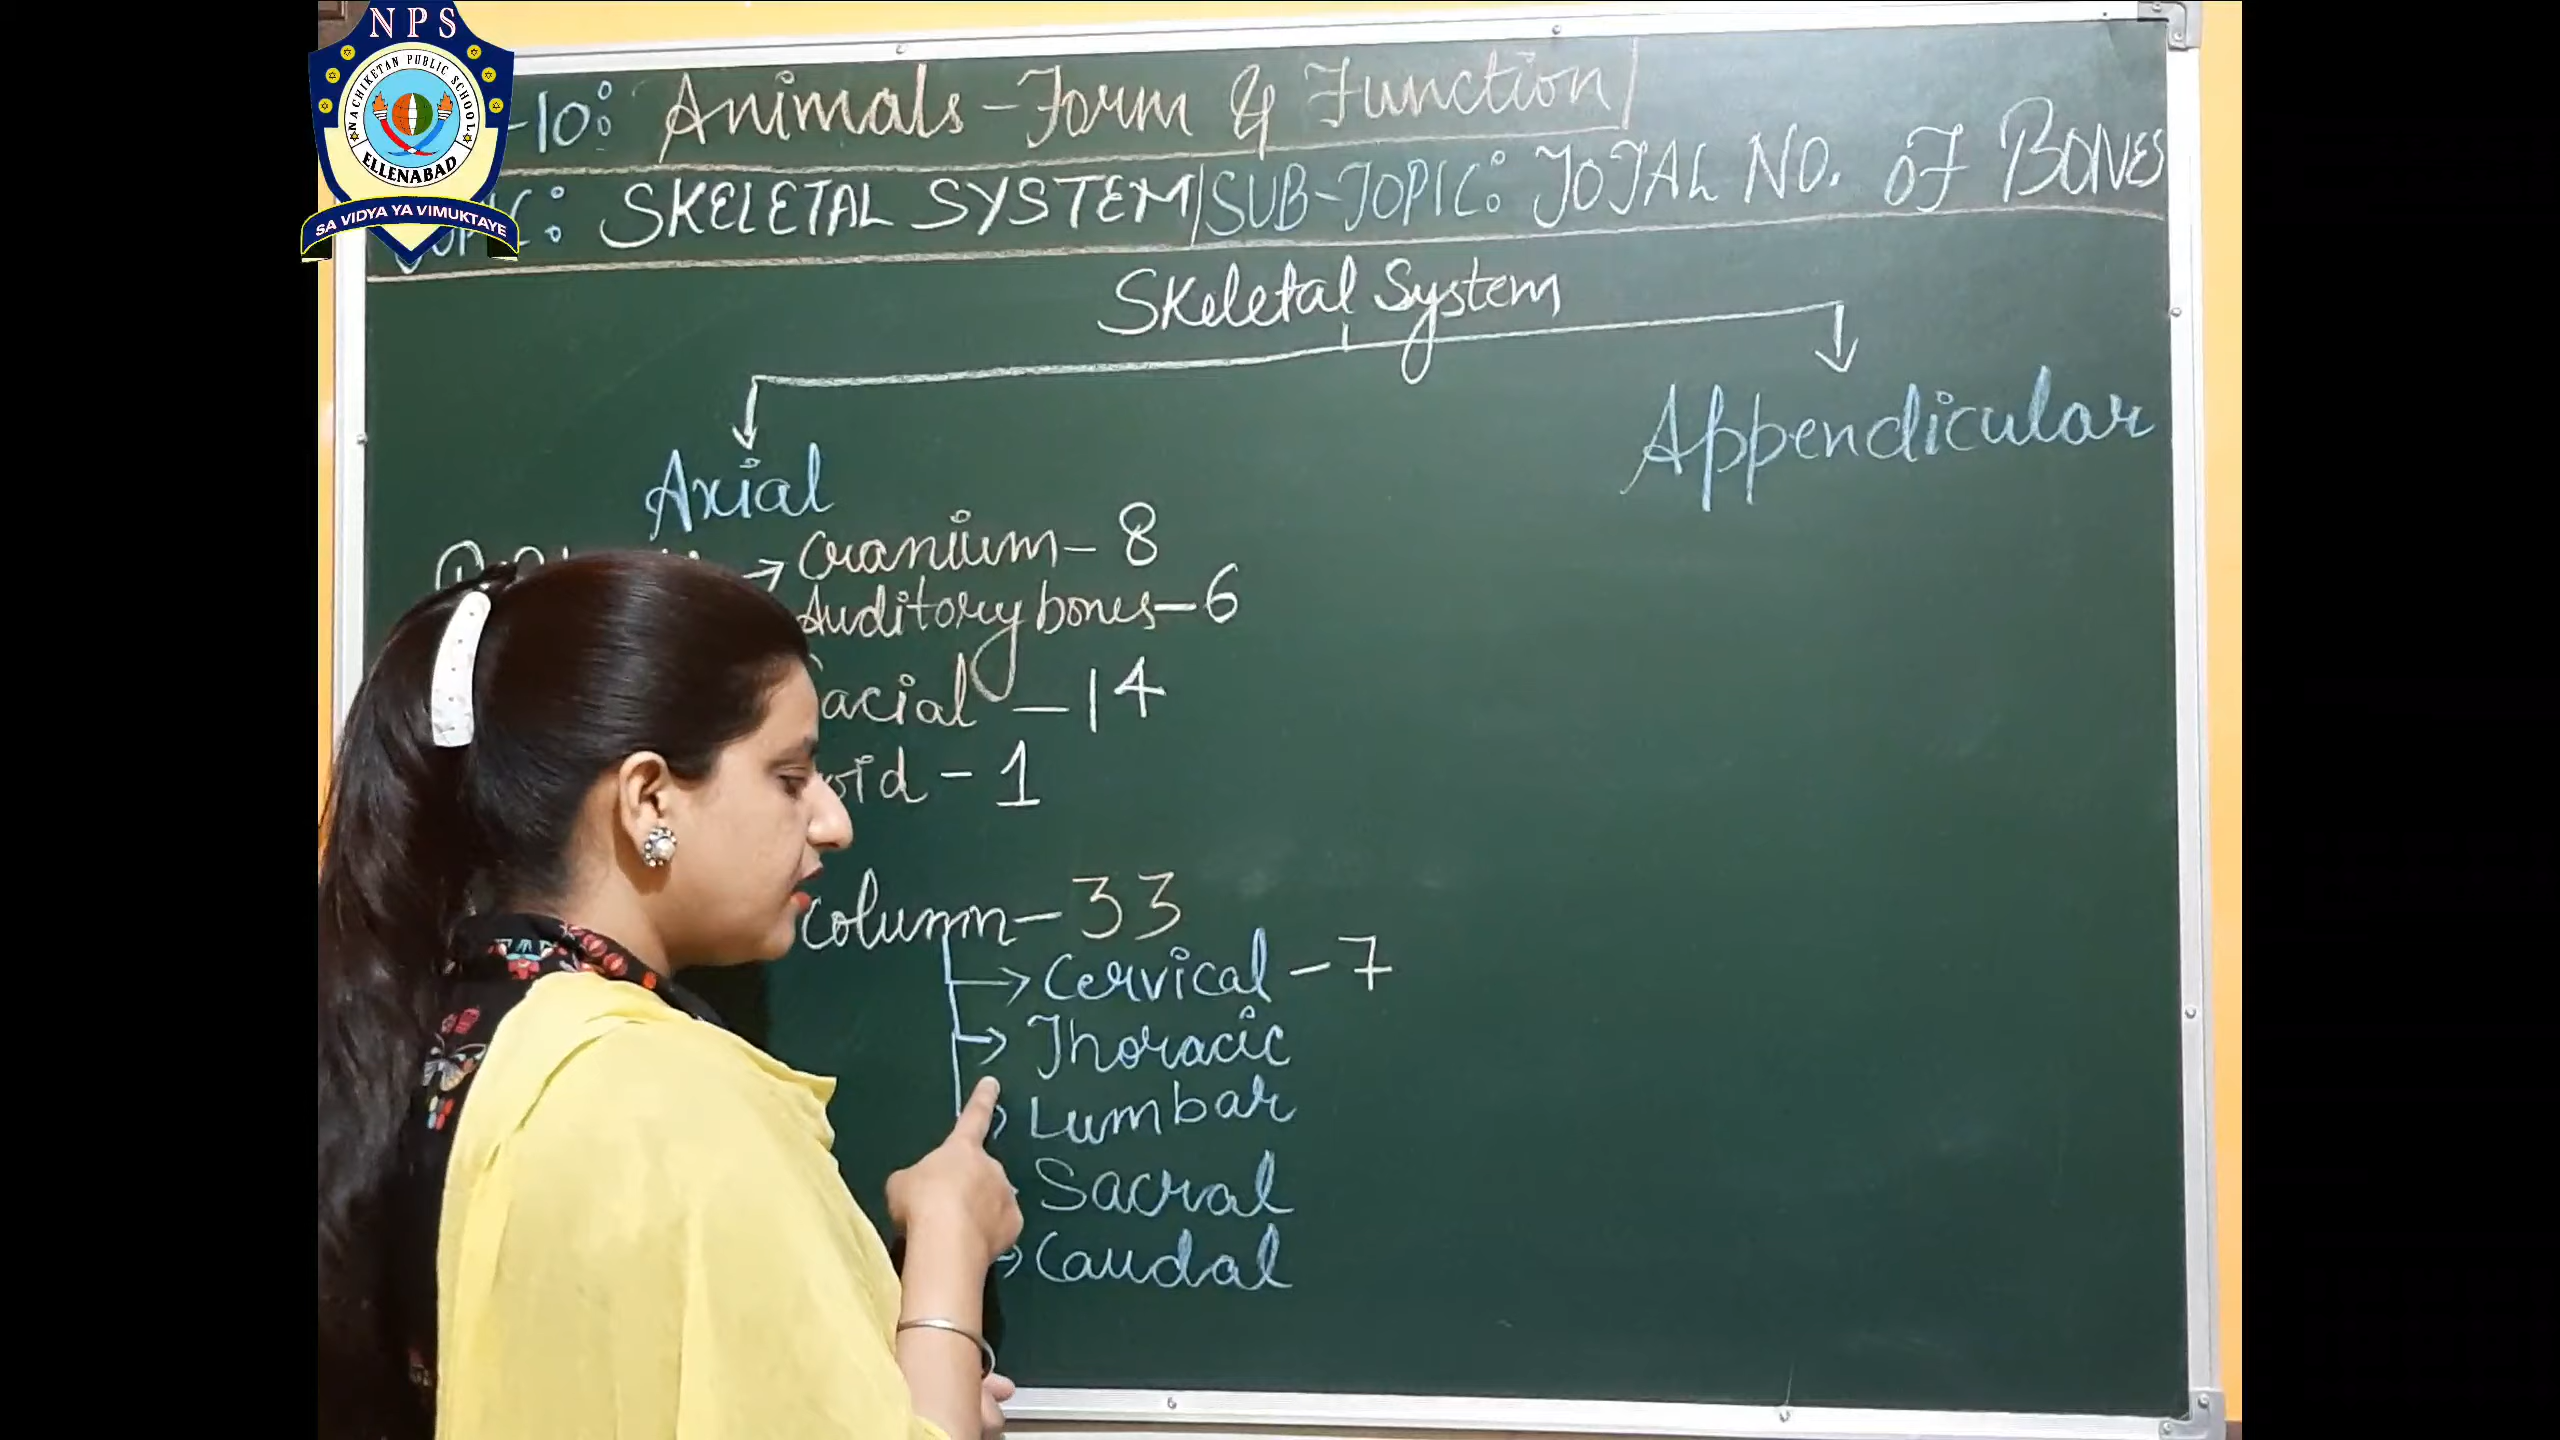 NPS
NACHIKETAN PUBLIC SCHOOL
ELLENABAD
SA VIDYA YA VIMUKTAYE
-10: Animals - Form & Function
SKELETAL SYSTEM/SUB-TOPIC: TOTAL NO. OF BONES
Skeletal System
Axial
Appendicular
→ Cranium - 8
Auditory bones - 6
acial - 14
oid - 1
Column - 33
→ Cervical - 7
→ Thoracic
→ Lumbar
Sacral
→ Caudal